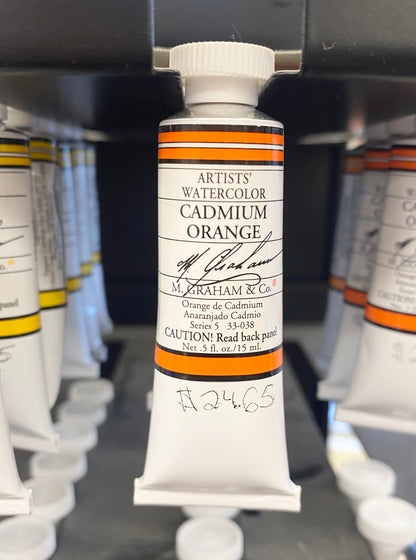 ARTISTS'
WATERCOLOR
CADMIUM
ORANGE
M. Graham
M. GRAHAM & Co.
Orange de Cadmium
Anaranjado Cadmio
Series 5 33-038
CAUTION! Read back panel
Net .5 fl. oz./15 ml.
$24.65